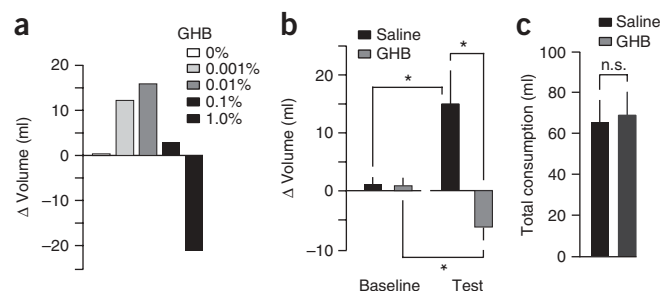 a
GHB
0%
0.001%
0.01%
0.1%
1.0%
Δ Volume (ml)
20
10
0
−10
−20
b
Saline
GHB
*
*
*
Δ Volume (ml)
25
20
10
0
−10
Baseline Test
c
Saline
GHB
n.s.
Total consumption (ml)
100
80
60
40
20
0